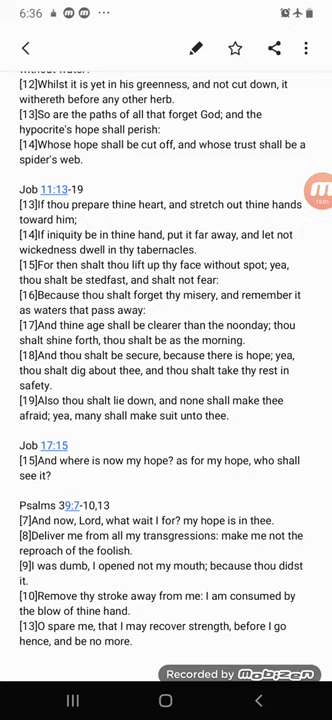 6:36
[12]Whilst it is yet in his greenness, and not cut down, it
withereth before any other herb.
[13]So are the paths of all that forget God; and the
hypocrite's hope shall perish:
[14]Whose hope shall be cut off, and whose trust shall be a
spider's web.
Job 11:13-19
[13]If thou prepare thine heart, and stretch out thine hands
toward him;
[14]If iniquity be in thine hand, put it far away, and let not
wickedness dwell in thy tabernacles.
[15]For then shalt thou lift up thy face without spot; yea,
thou shalt be stedfast, and shalt not fear:
[16]Because thou shalt forget thy misery, and remember it
as waters that pass away:
[17]And thine age shall be clearer than the noonday; thou
shalt shine forth, thou shalt be as the morning.
[18]And thou shalt be secure, because there is hope; yea,
thou shalt dig about thee, and thou shalt take thy rest in
safety.
[19]Also thou shalt lie down, and none shall make thee
afraid; yea, many shall make suit unto thee.
Job 17:15
[15]And where is now my hope? as for my hope, who shall
see it?
Psalms 39:7-10,13
[7]And now, Lord, what wait I for? my hope is in thee.
[8]Deliver me from all my transgressions: make me not the
reproach of the foolish.
[9]I was dumb, I opened not my mouth; because thou didst
it.
[10]Remove thy stroke away from me: I am consumed by
the blow of thine hand.
[13]O spare me, that I may recover strength, before I go
hence, and be no more.
Recorded by Mobizen